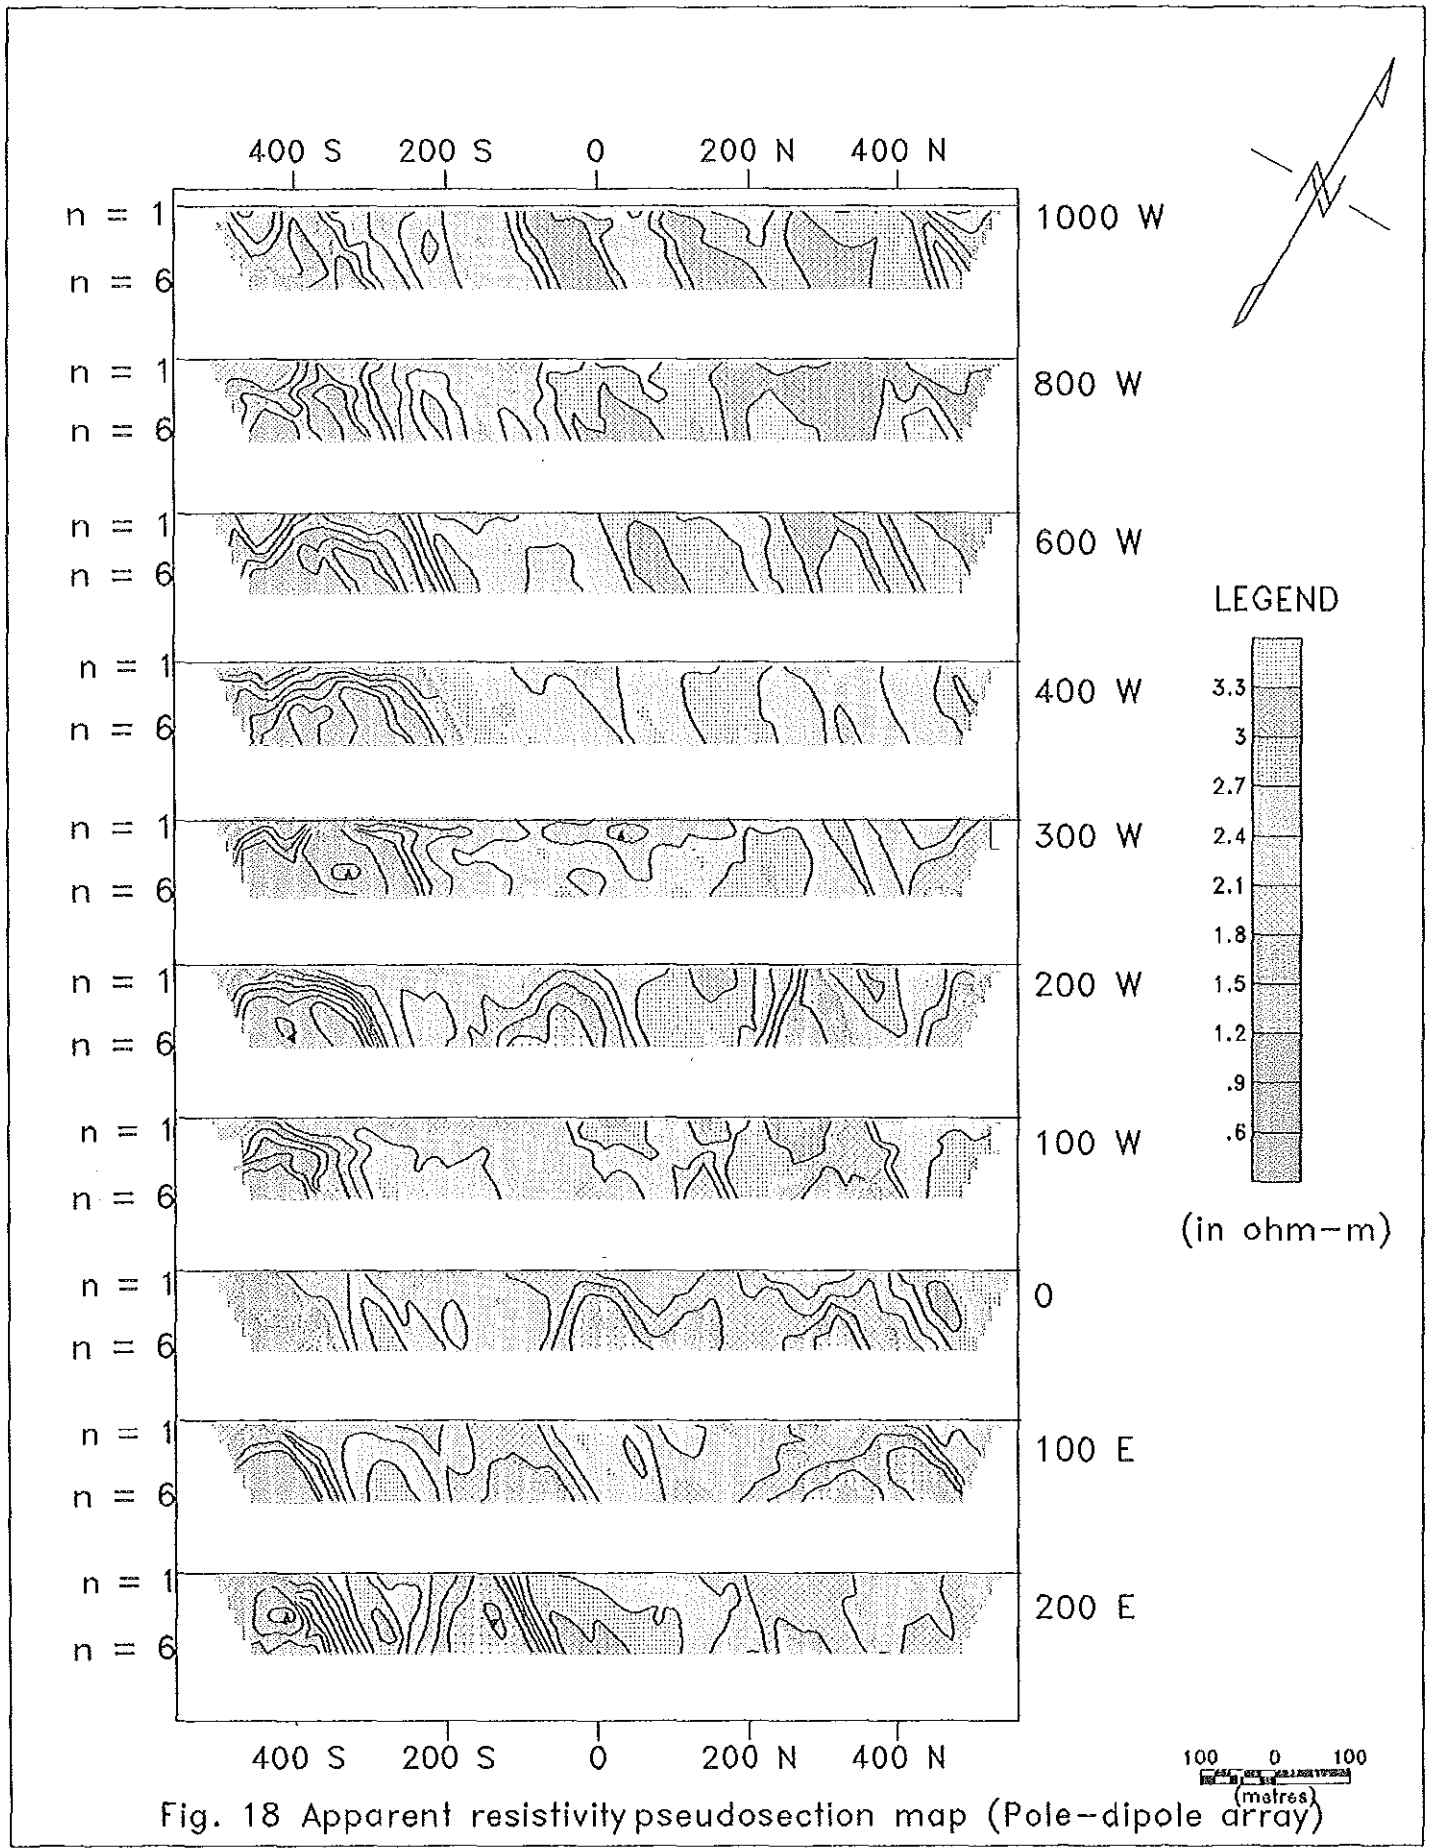 400 S 200 S 0 200 N 400 N
n = 1
1000 W
n = 6
n = 1
800 W
n = 6
n = 1
600 W
n = 6
n = 1
400 W
n = 6
n = 1
300 W
n = 6
n = 1
200 W
n = 6
n = 1
100 W
n = 6
n = 1
0
n = 6
n = 1
100 E
n = 6
n = 1
200 E
n = 6
400 S 200 S 0 200 N 400 N
N
LEGEND
3.3
3
2.7
2.4
2.1
1.8
1.5
1.2
.9
.6
(in ohm-m)
100 0 100
(metres)
Fig. 18 Apparent resistivity pseudosection map (Pole-dipole array)